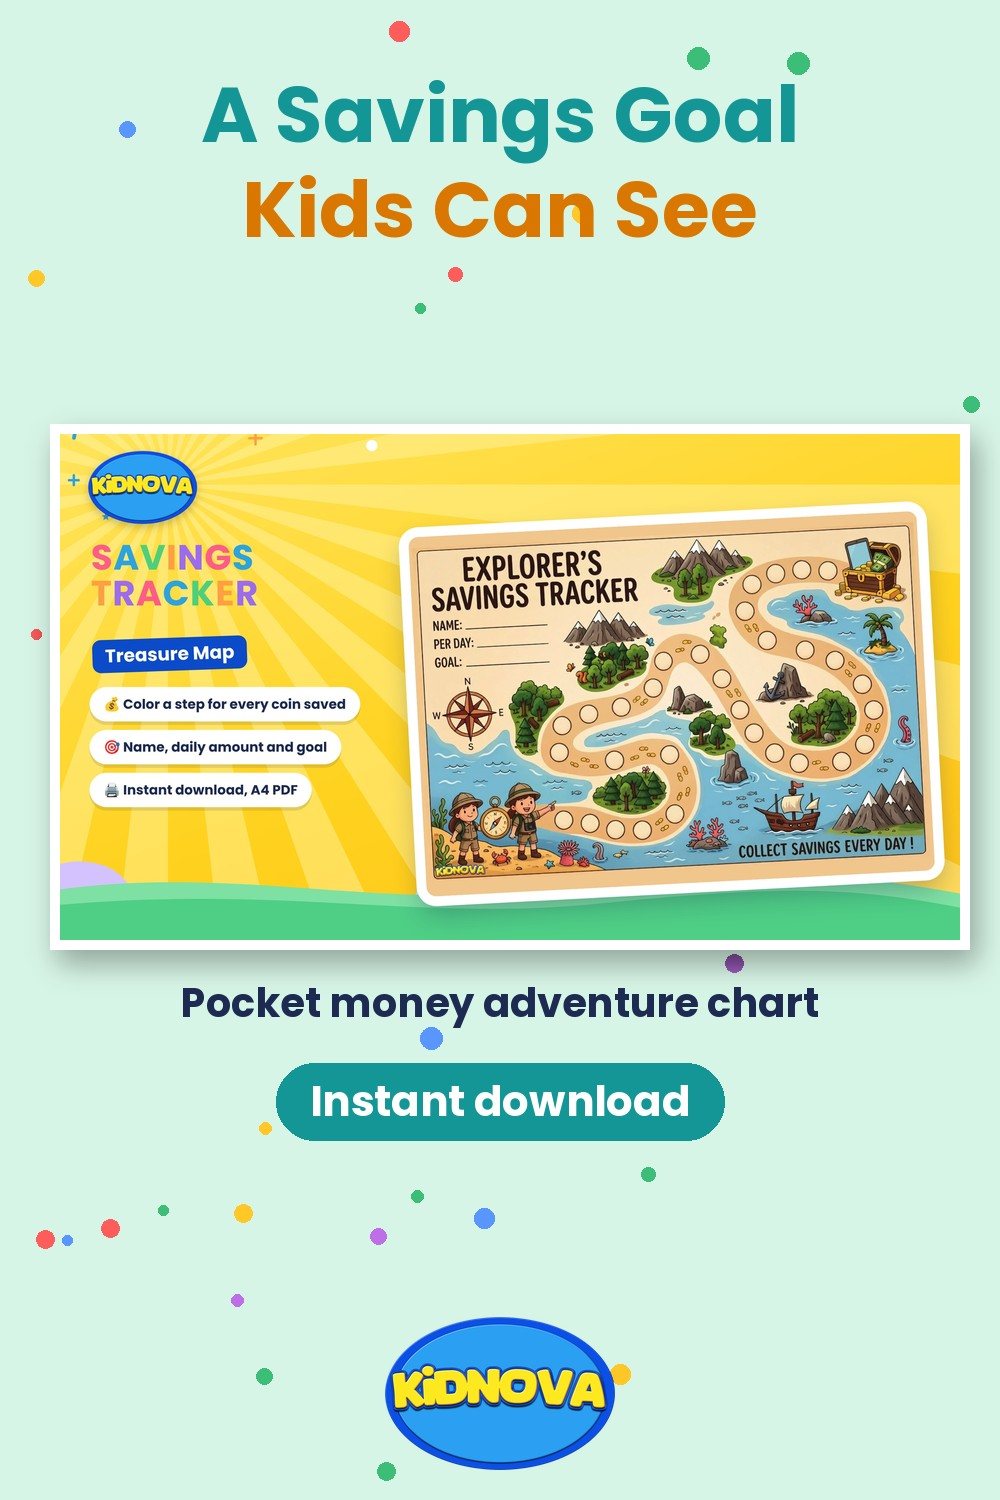 A Savings Goal
Kids Can See
KiDNOVA
SAVINGS
TRACKER
Treasure Map
Color a step for every coin saved
Name, daily amount and goal
Instant download, A4 PDF
EXPLORER'S
SAVINGS TRACKER
NAME:
PER DAY:
GOAL:
N
W E
S
COLLECT SAVINGS EVERY DAY !
KiDNOVA
Pocket money adventure chart
Instant download
KiDNOVA